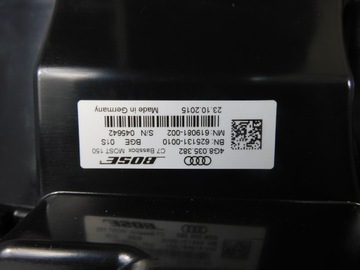 BOSE
C7 Bassbox MOST 150
4G8.035.382
BN: 625131-0010 BGE 01S
MN: 619081-002 S.N: 045642
23.10.2015 Made in Germany